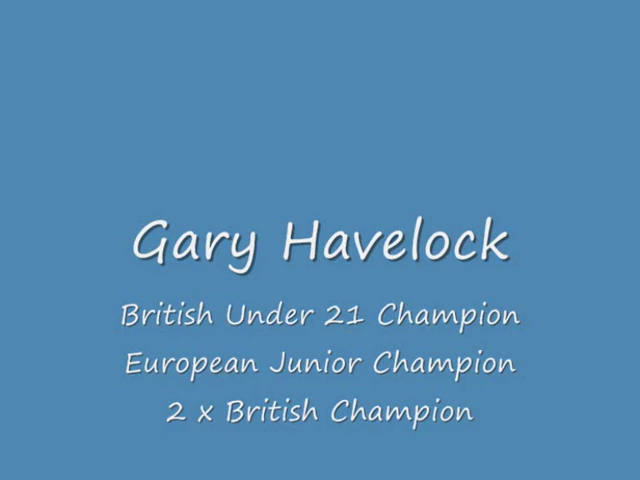 Gary Havelock
British Under 21 Champion
European Junior Champion
2 x British Champion